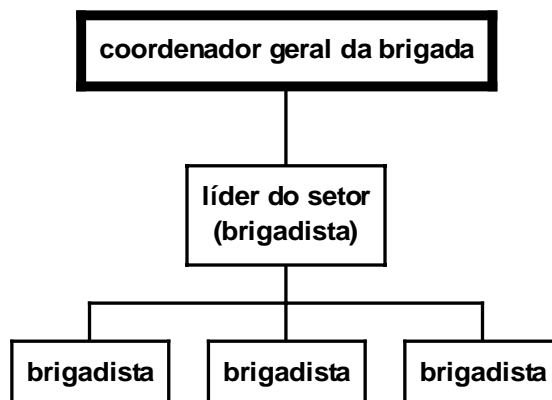 coordenador geral da brigada
líder do setor
(brigadista)
brigadista
brigadista
brigadista